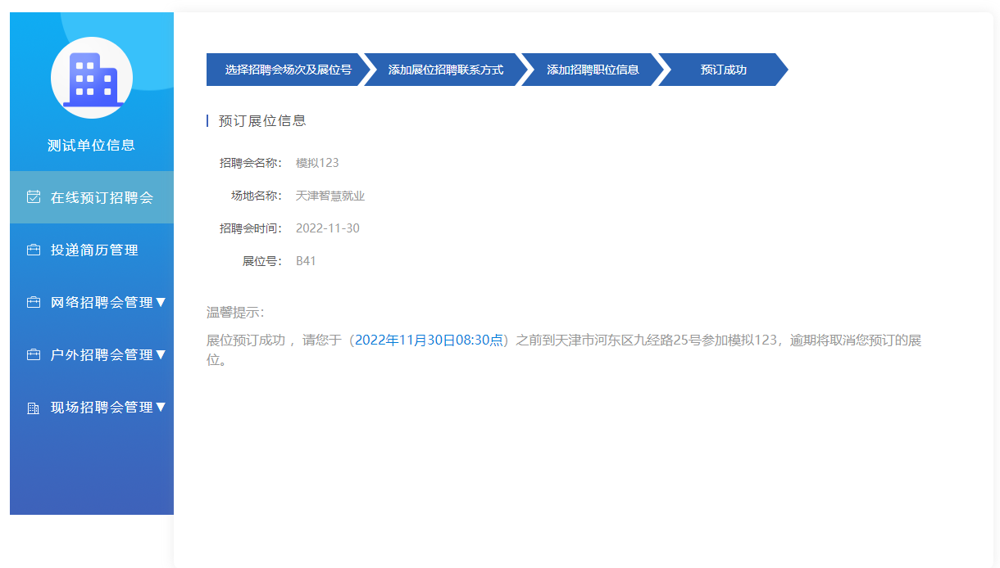 测试单位信息
在线预订招聘会
投递简历管理
网络招聘会管理▼
户外招聘会管理▼
现场招聘会管理▼
选择招聘会场次及展位号
添加展位招聘联系方式
添加招聘职位信息
预订成功
预订展位信息
招聘会名称： 模拟123
场地名称： 天津智慧就业
招聘会时间： 2022-11-30
展位号： B41
温馨提示：
展位预订成功 ，请您于（2022年11月30日08:30点）之前到天津市河东区九经路25号参加模拟123，逾期将取消您预订的展
位。